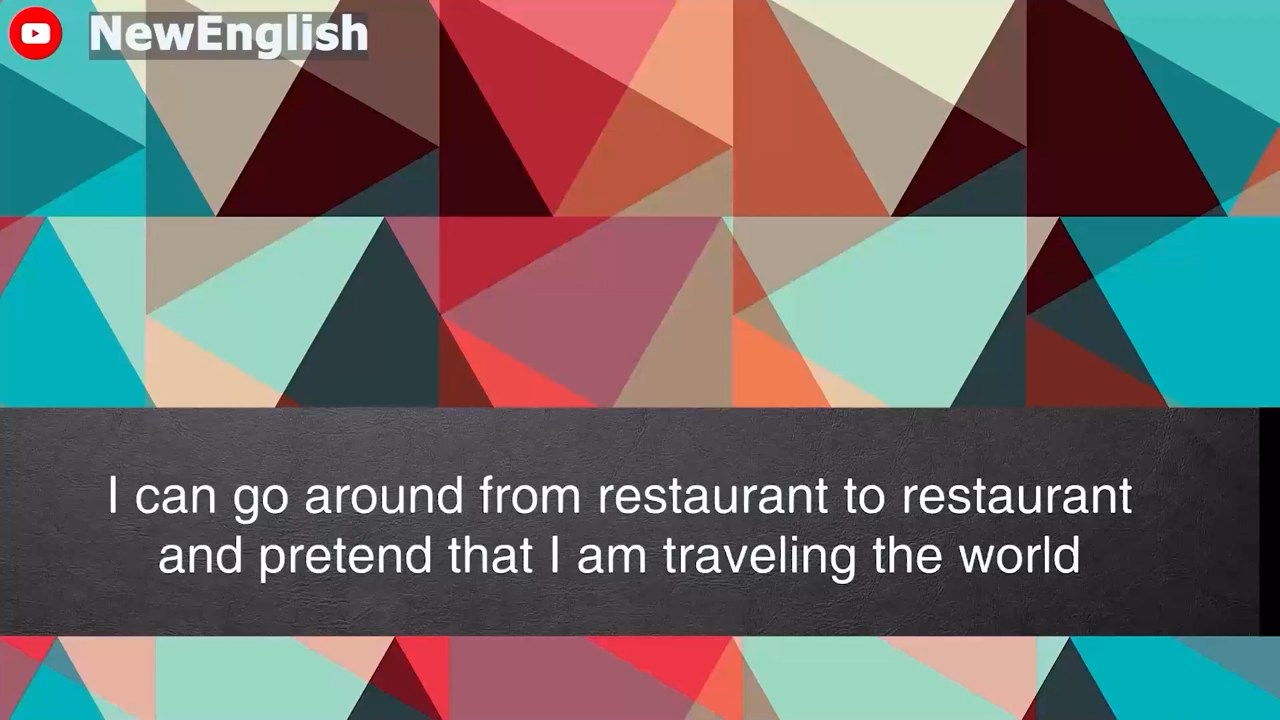 NewEnglish
I can go around from restaurant to restaurant
and pretend that I am traveling the world